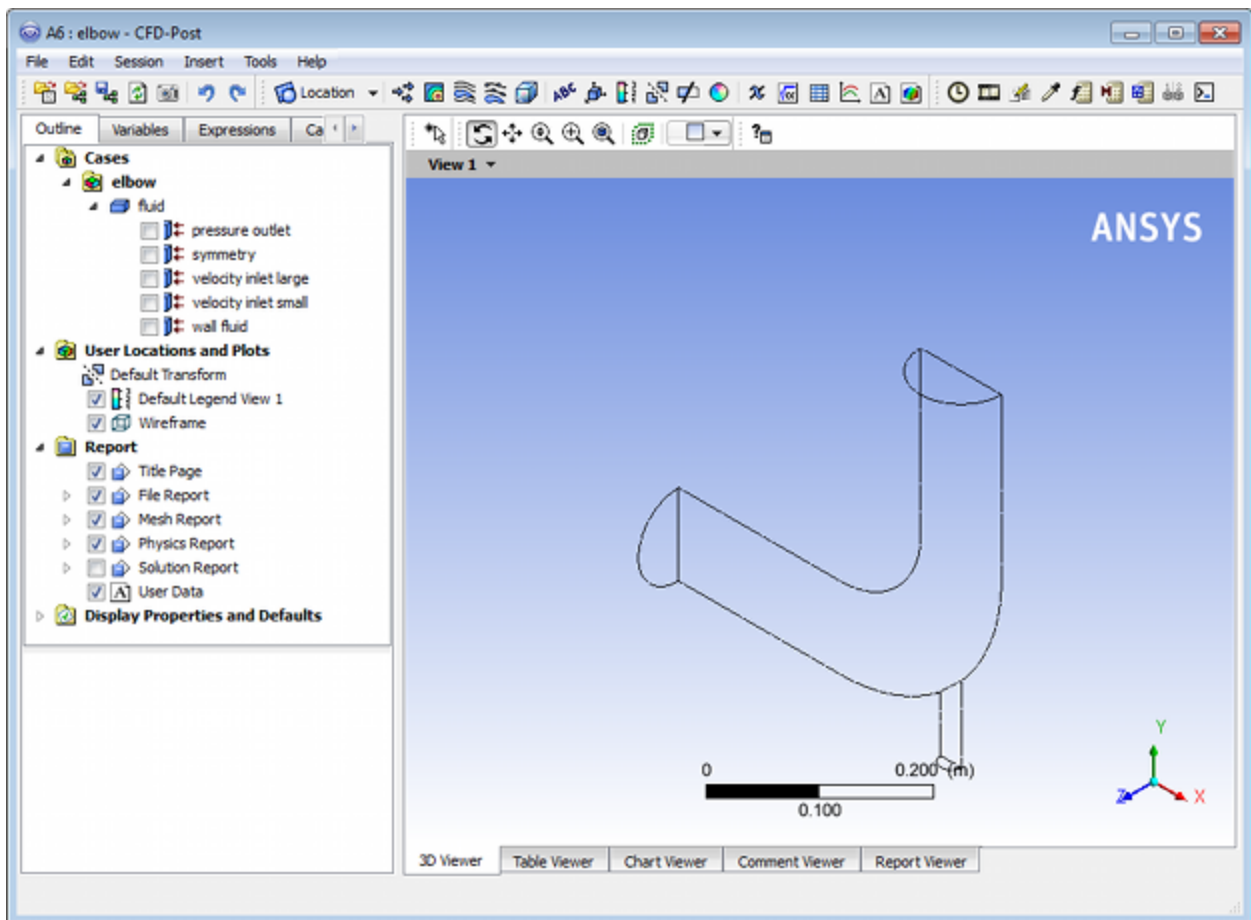 A6 : elbow - CFD-Post
File Edit Session Insert Tools Help
Location
Outline Variables Expressions Ca
Cases
elbow
fluid
pressure outlet
symmetry
velocity inlet large
velocity inlet small
wall fluid
User Locations and Plots
Default Transform
Default Legend View 1
Wireframe
Report
Title Page
File Report
Mesh Report
Physics Report
Solution Report
A User Data
Display Properties and Defaults
View 1
ANSYS
0 0.200 (m)
0.100
Y
Z X
3D Viewer Table Viewer Chart Viewer Comment Viewer Report Viewer